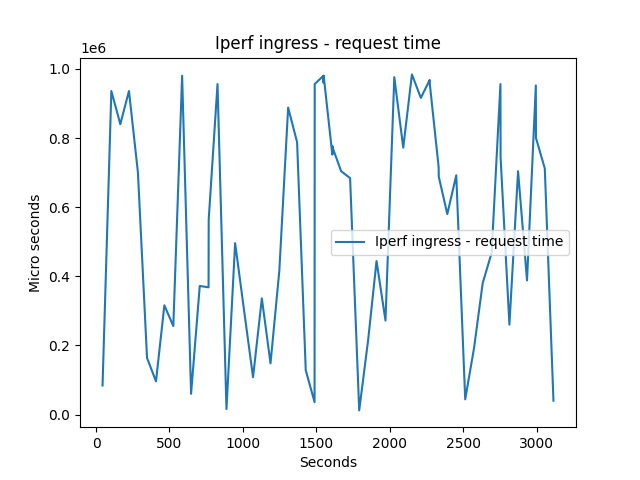 Iperf ingress - request time
1e6
1.0
0.8
0.6
0.4
0.2
0.0
Micro seconds
Iperf ingress - request time
0 500 1000 1500 2000 2500 3000
Seconds